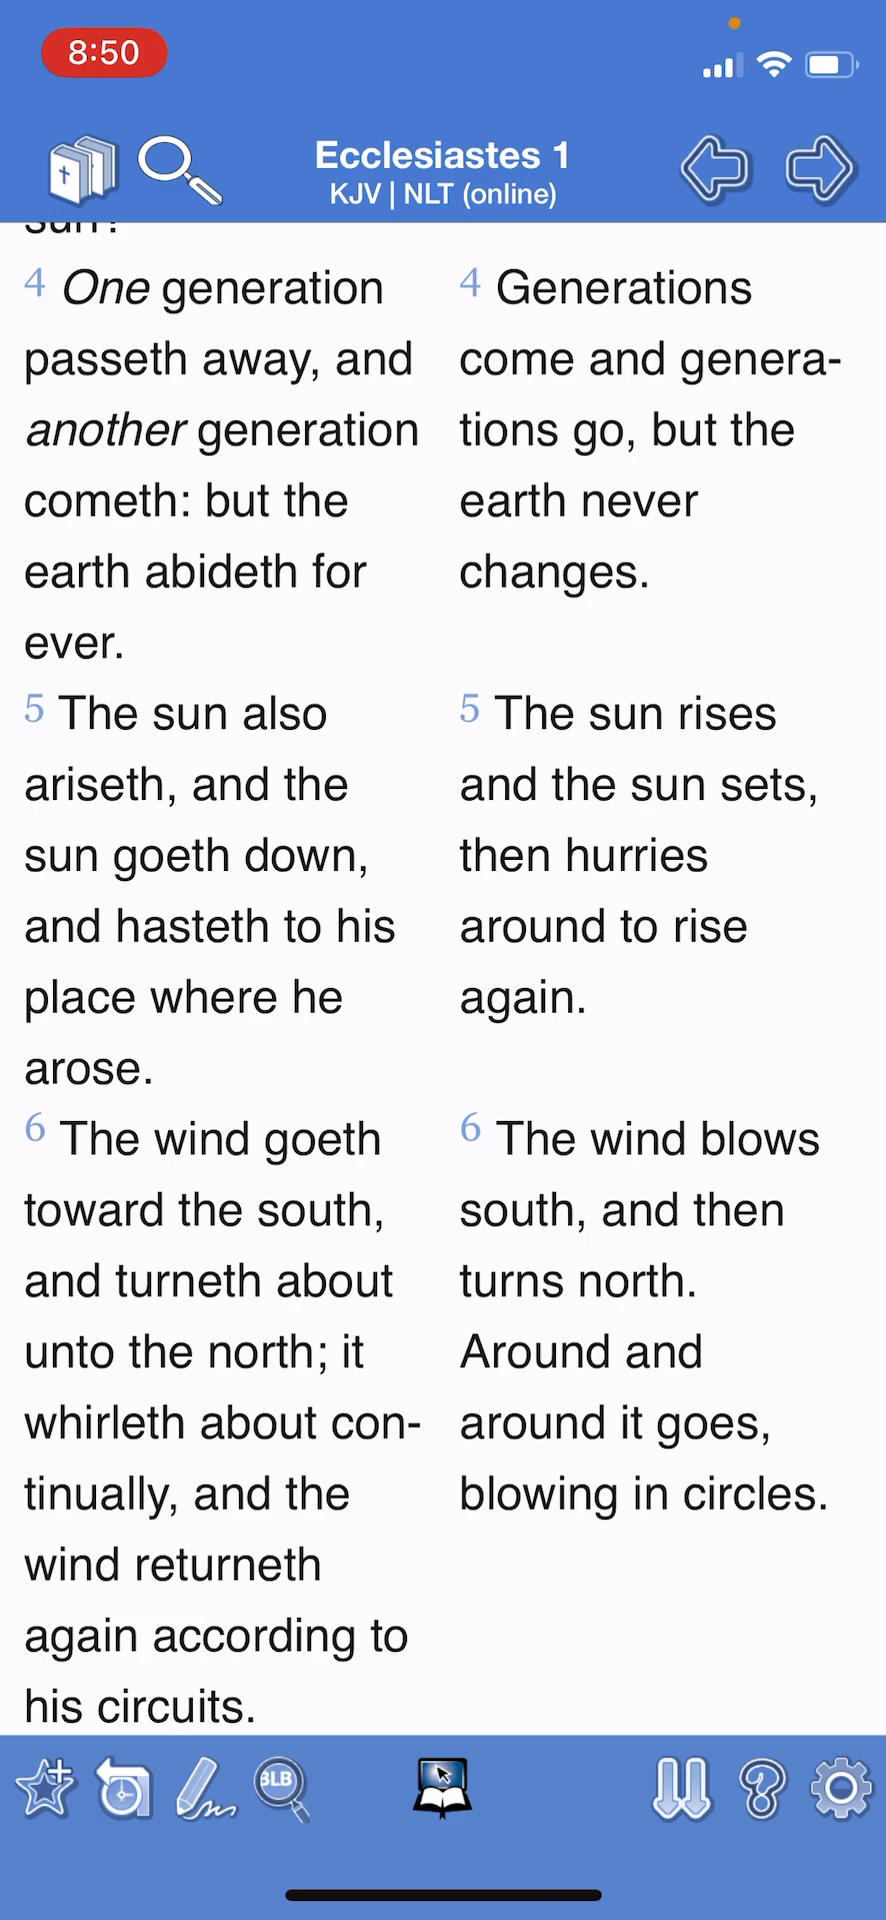 8:50
Ecclesiastes 1
KJV | NLT (online)
sun?
4 One generation
passeth away, and
another generation
cometh: but the
earth abideth for
ever.
5 The sun also
ariseth, and the
sun goeth down,
and hasteth to his
place where he
arose.
6 The wind goeth
toward the south,
and turneth about
unto the north; it
whirleth about con-
tinually, and the
wind returneth
again according to
his circuits.
4 Generations
come and genera-
tions go, but the
earth never
changes.
5 The sun rises
and the sun sets,
then hurries
around to rise
again.
6 The wind blows
south, and then
turns north.
Around and
around it goes,
blowing in circles.
BLB